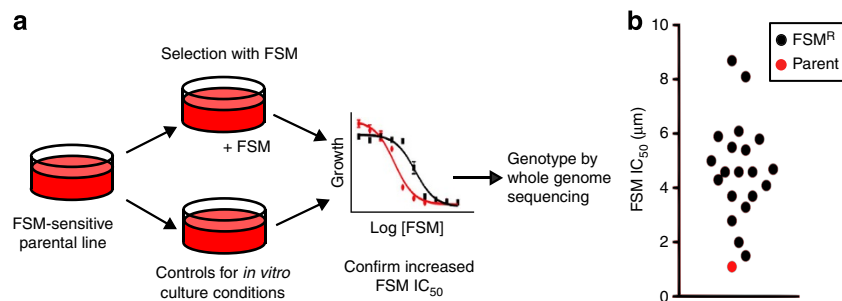 a
Selection with FSM
+ FSM
FSM-sensitive
parental line
Controls for in vitro
culture conditions
Growth
Log [FSM]
Confirm increased
FSM IC50
Genotype by
whole genome
sequencing
b
FSM IC50 (μm)
10
8
6
4
2
0
FSMR
Parent